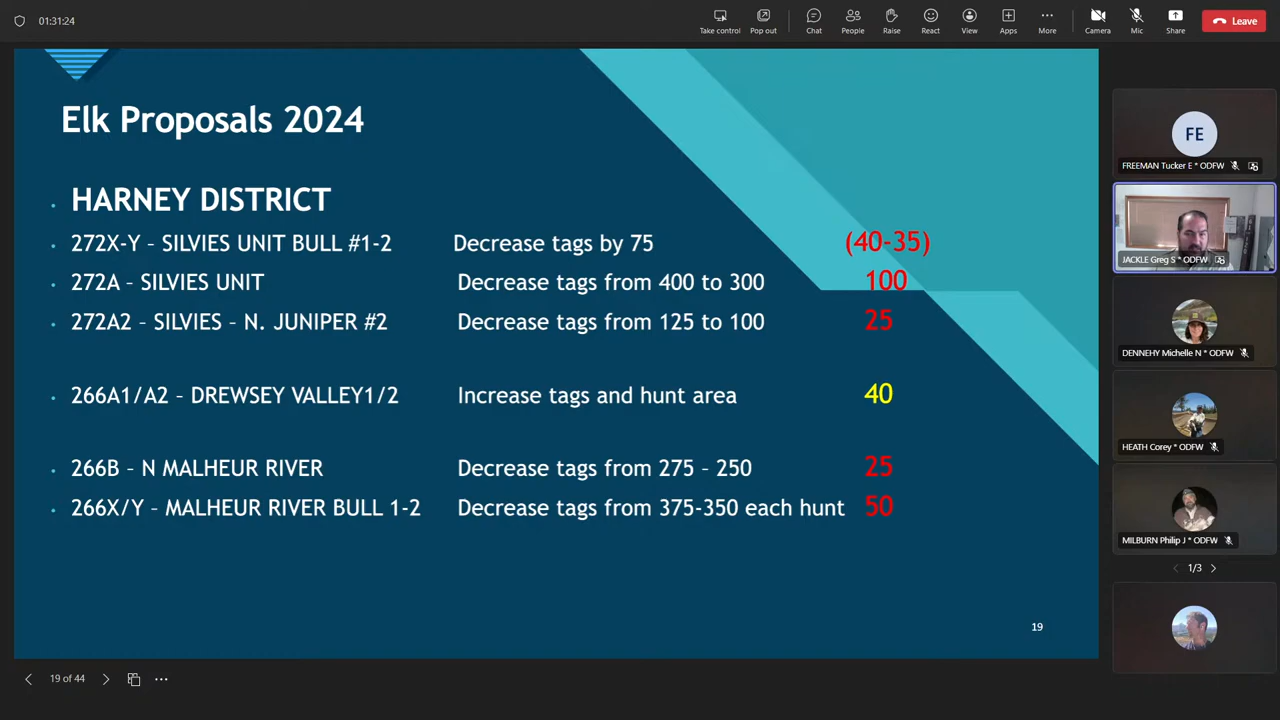 01:31:24
Take control
Pop out
Chat
People
Raise
React
View
Apps
More
Camera
Mic
Share
Leave
Elk Proposals 2024
HARNEY DISTRICT
272X-Y – SILVIES UNIT BULL #1-2 Decrease tags by 75 (40-35)
272A – SILVIES UNIT Decrease tags from 400 to 300 100
272A2 – SILVIES – N. JUNIPER #2 Decrease tags from 125 to 100 25
266A1/A2 – DREWSEY VALLEY1/2 Increase tags and hunt area 40
266B – N MALHEUR RIVER Decrease tags from 275 – 250 25
266X/Y – MALHEUR RIVER BULL 1-2 Decrease tags from 375-350 each hunt 50
19
19 of 44
FE
FREEMAN Tucker E * ODFW
JACKLE Greg S * ODFW
DENNEHY Michelle N * ODFW
HEATH Corey * ODFW
MILBURN Philip J * ODFW
1/3